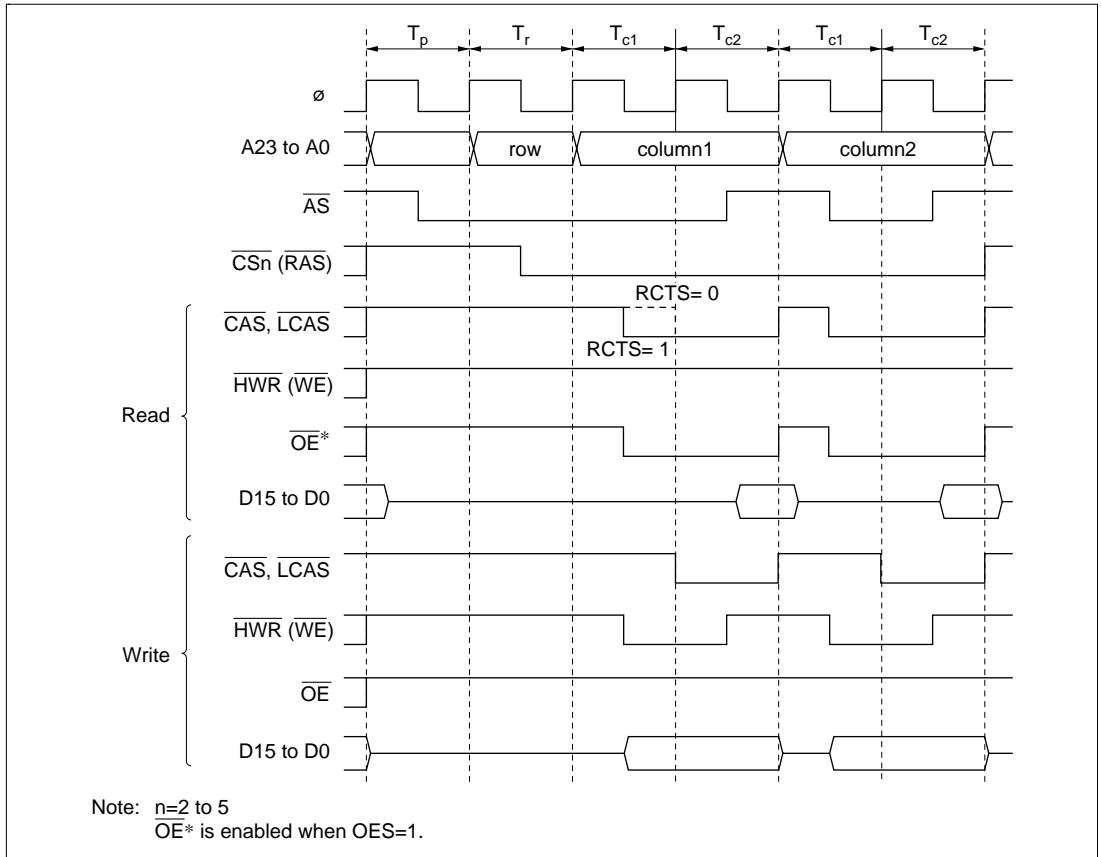 Tp Tr Tc1 Tc2 Tc1 Tc2
ø
A23 to A0 row column1 column2
AS
CSn (RAS)
RCTS= 0
CAS, LCAS
RCTS= 1
HWR (WE)
Read
OE*
D15 to D0
CAS, LCAS
HWR (WE)
Write
OE
D15 to D0
Note: n=2 to 5
OE* is enabled when OES=1.